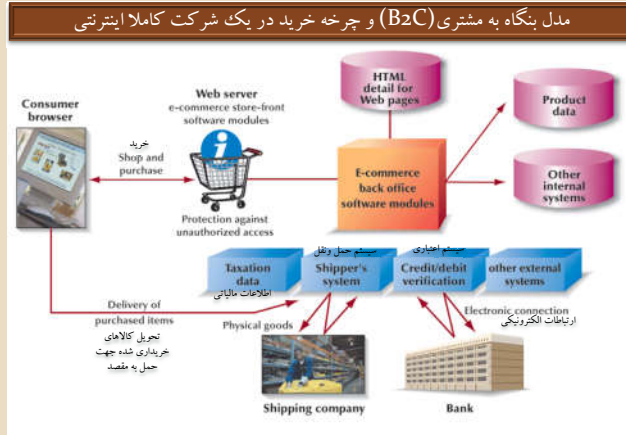 مدل بنگاه به مشتری (B2C) و چرخه خرید در یک شرکت کاملا اینترنتی
HTML
detail for
Web pages
Web server
e-commerce store-front
software modules
Consumer
browser
Product
data
خرید
Shop and
purchase
E-commerce
back office
software modules
Other
internal
systems
Protection against
unauthorized access
سیستم حمل ونقل
سیستم اعتباری
Taxation
data
اطلاعات مالیاتی
Shipper's
system
Credit/debit
verification
other external
systems
Delivery of
purchased items
تحویل کالاهای
خریداری شده جهت
حمل به مقصد
Physical goods
Electronic connection
ارتباطات الکترونیکی
Shipping company
Bank